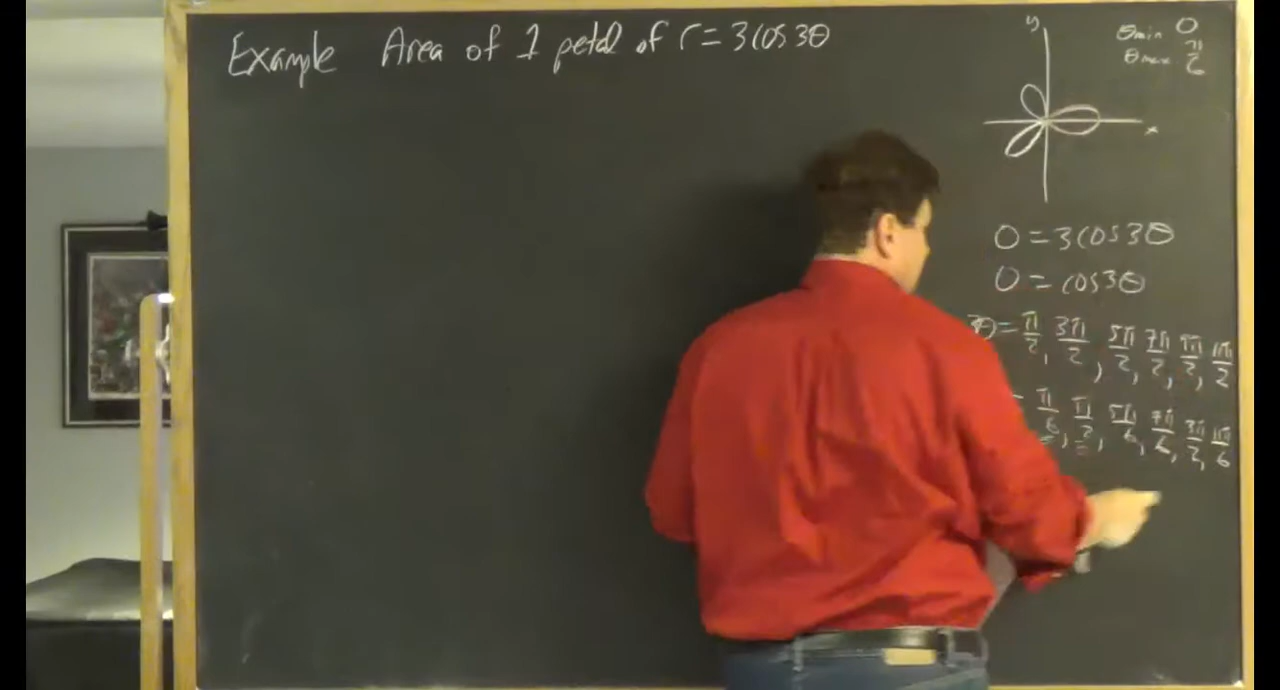 Example Area of 1 petal of r = 3cos3θ
θmin 0
θmax π/6
y
x
0 = 3cos3θ
0 = cos3θ
3θ = π/2, 3π/2, 5π/2, 7π/2, 9π/2, 11π/2
= π/6, π/2, 5π/6, 7π/6, 3π/2, 11π/6